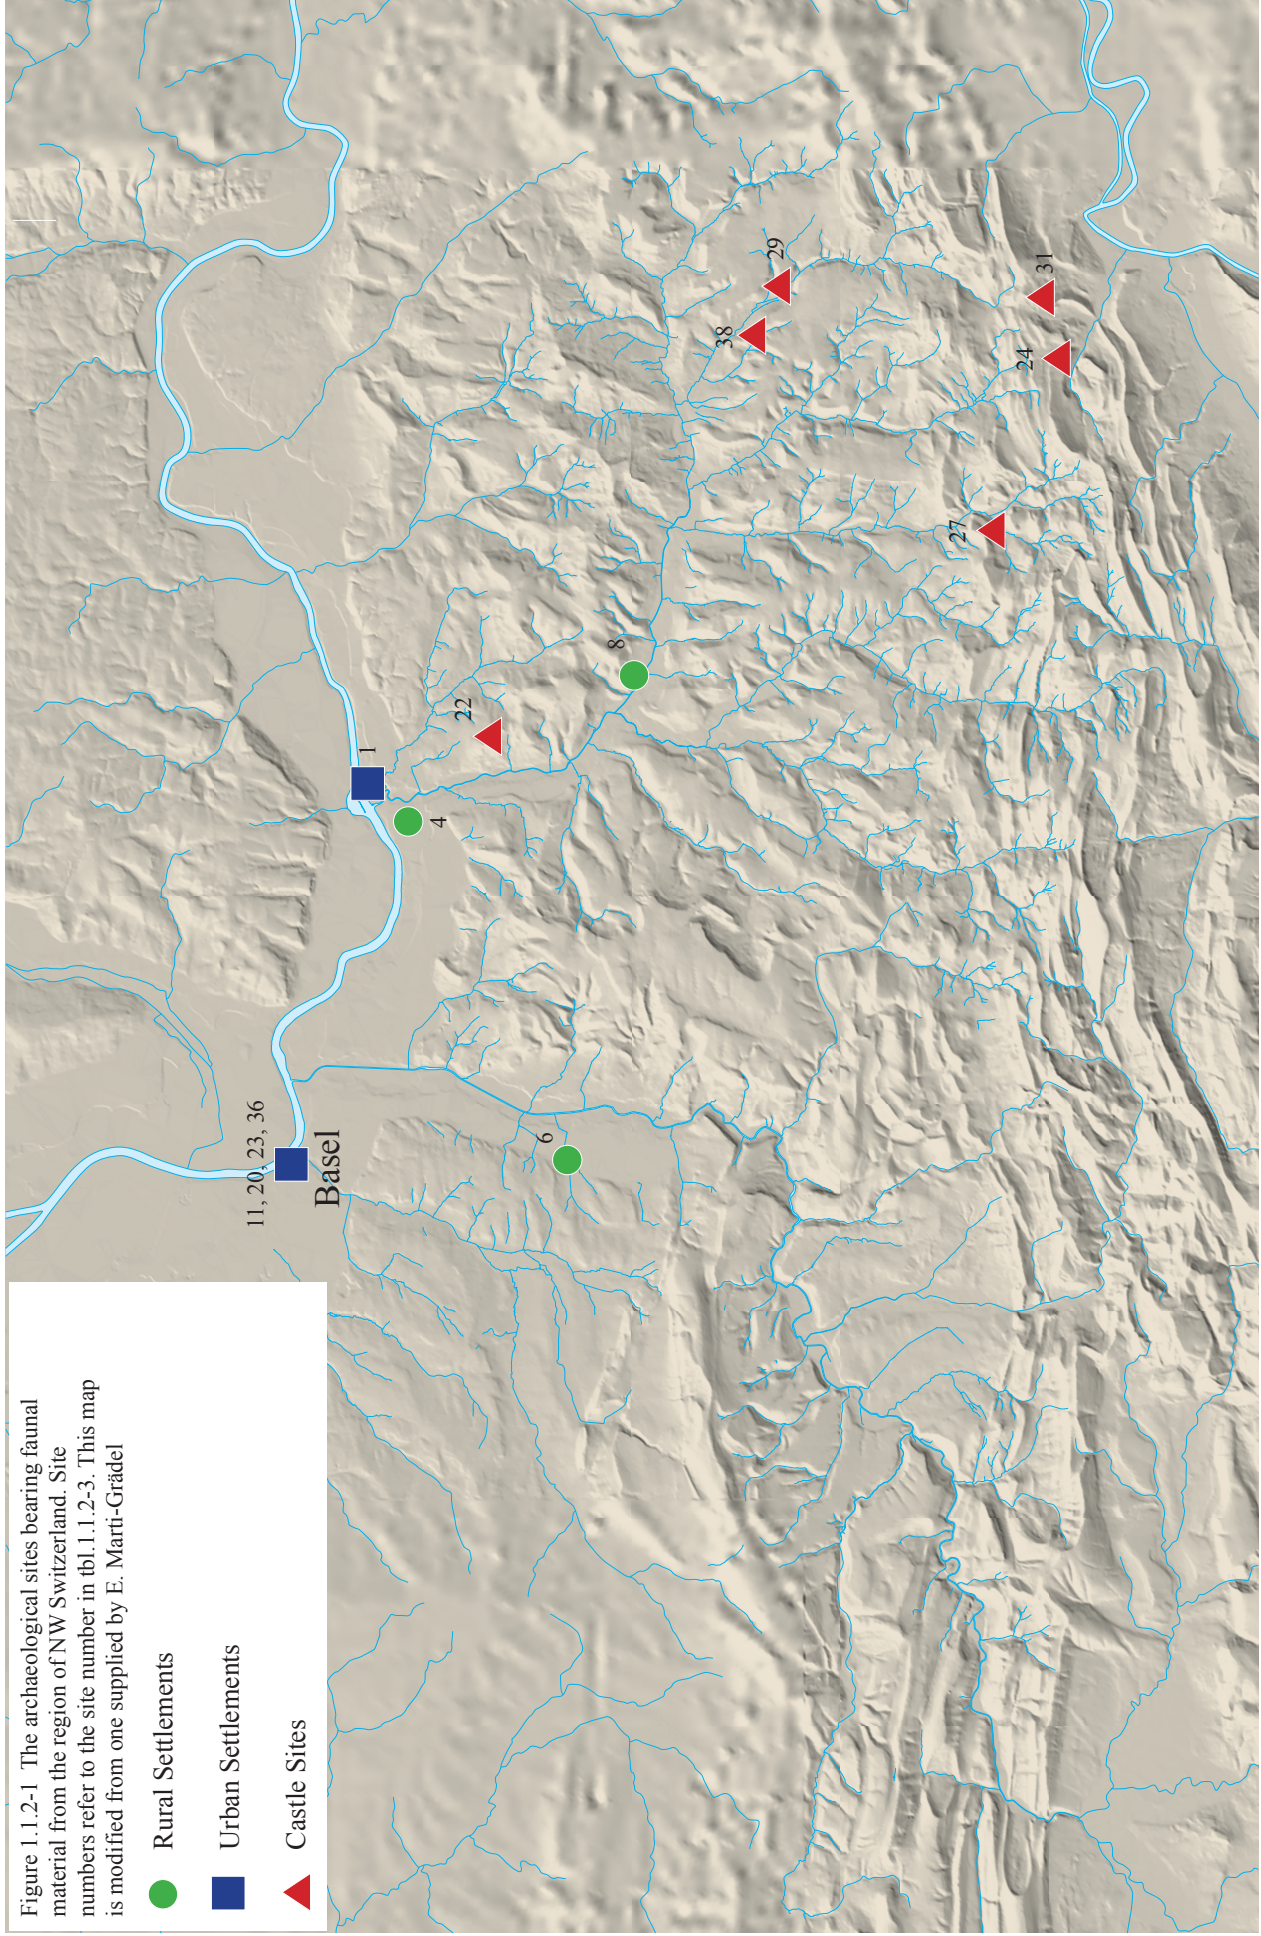 Figure 1.1.2-1 The archaeological sites bearing faunal
material from the region of NW Switzerland. Site
numbers refer to the site number in tbl.1.1.2-3. This map
is modified from one supplied by E. Marti-Grädel
Rural Settlements
Urban Settlements
Castle Sites
11, 20, 23, 36
Basel
6
1
4
22
8
27
38
29
24
31